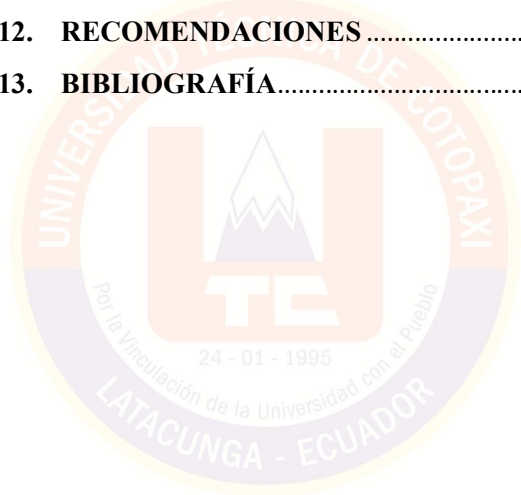 12. RECOMENDACIONES ......................
13. BIBLIOGRAFÍA....................................
UNIVERSIDAD TÉCNICA DE COTOPAXI
UTC
Por la Vinculación de la Universidad con el Pueblo
24 - 01 - 1995
LATACUNGA - ECUADOR